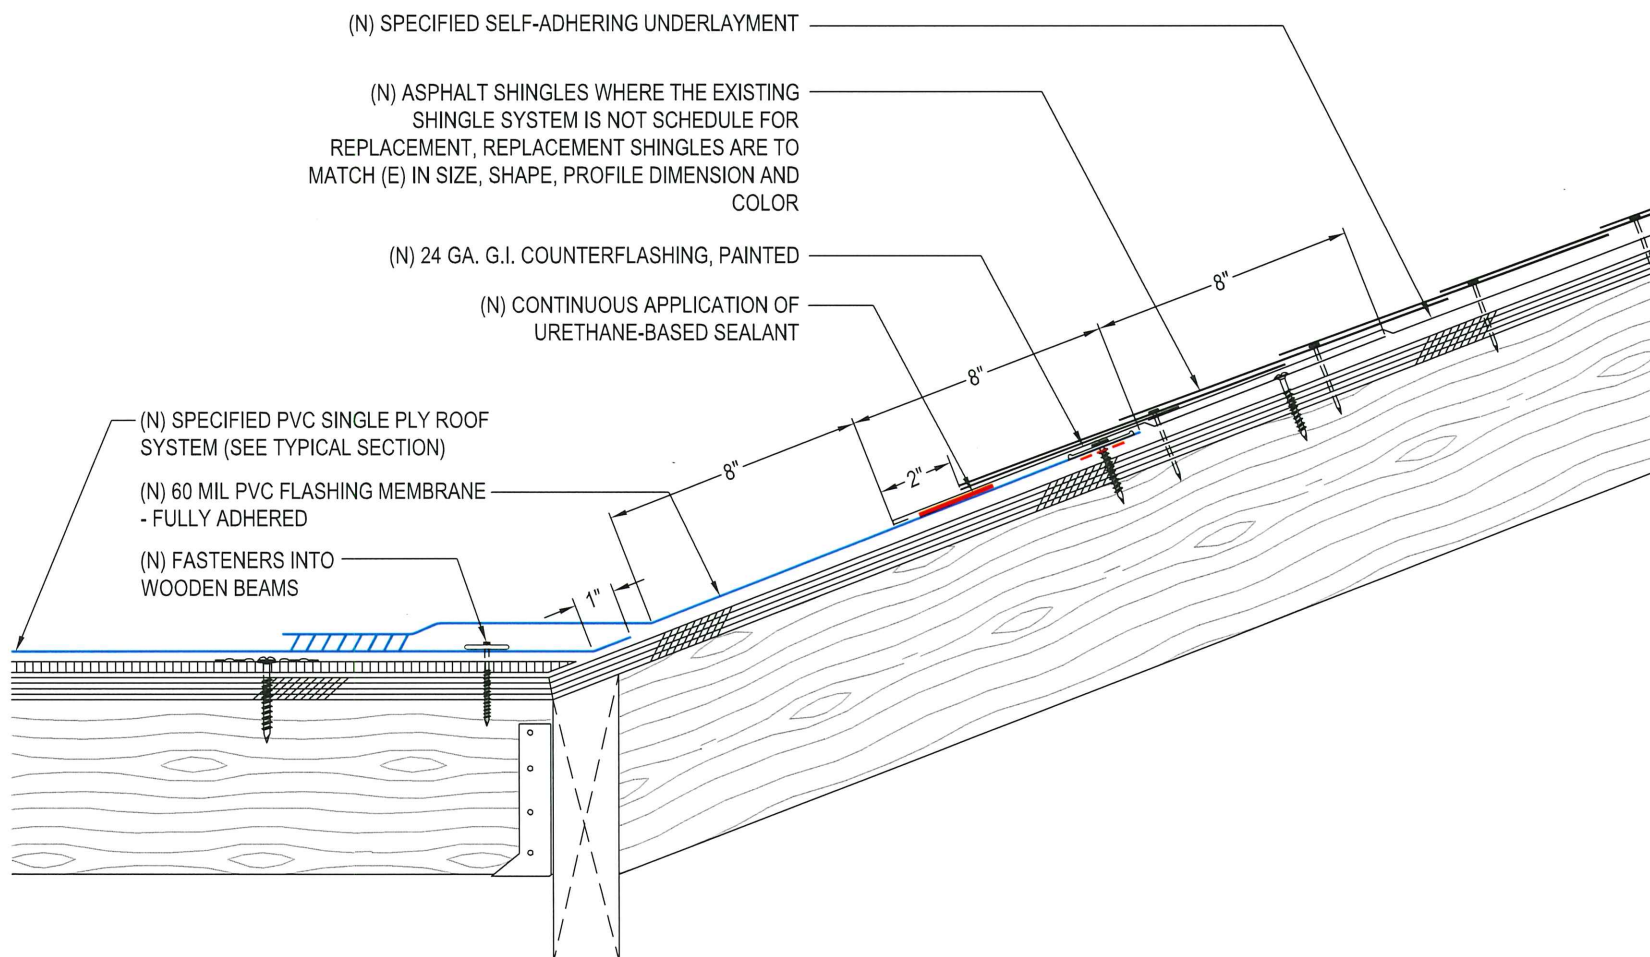 (N) SPECIFIED SELF-ADHERING UNDERLAYMENT
(N) ASPHALT SHINGLES WHERE THE EXISTING
SHINGLE SYSTEM IS NOT SCHEDULE FOR
REPLACEMENT, REPLACEMENT SHINGLES ARE TO
MATCH (E) IN SIZE, SHAPE, PROFILE DIMENSION AND
COLOR
(N) 24 GA. G.I. COUNTERFLASHING, PAINTED
(N) CONTINUOUS APPLICATION OF
URETHANE-BASED SEALANT
8"
8"
8"
2"
1"
(N) SPECIFIED PVC SINGLE PLY ROOF
SYSTEM (SEE TYPICAL SECTION)
(N) 60 MIL PVC FLASHING MEMBRANE
- FULLY ADHERED
(N) FASTENERS INTO
WOODEN BEAMS